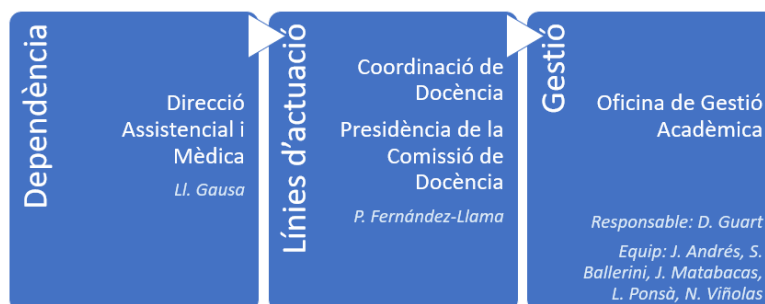 Dependència
Direcció
Assistencial i
Mèdica
Ll. Gausa
Línies d'actuació
Coordinació de
Docència
Presidència de la
Comissió de
Docència
P. Fernández-Llama
Gestió
Oficina de Gestió
Acadèmica
Responsable: D. Guart
Equip: J. Andrés, S.
Ballerini, J. Matabacas,
L. Ponsà, N. Viñolas